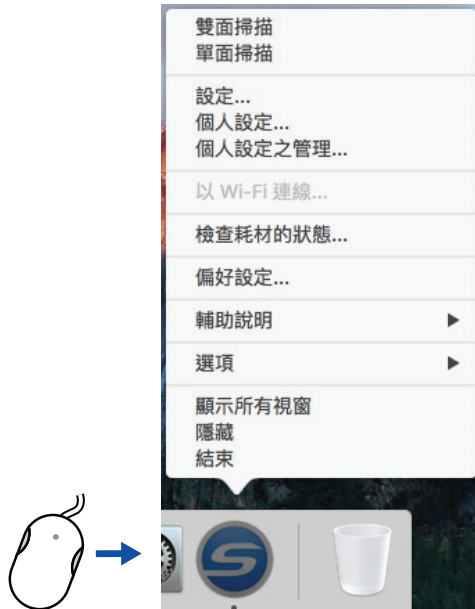 雙面掃描
單面掃描
設定...
個人設定...
個人設定之管理...
以 Wi-Fi 連線...
檢查耗材的狀態...
偏好設定...
輔助說明
選項
顯示所有視窗
隱藏
結束
S